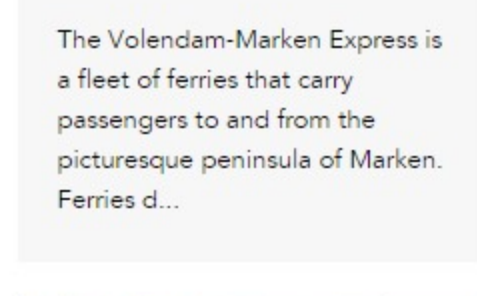 The Volendam-Marken Express is
a fleet of ferries that carry
passengers to and from the
picturesque peninsula of Marken.
Ferries d...